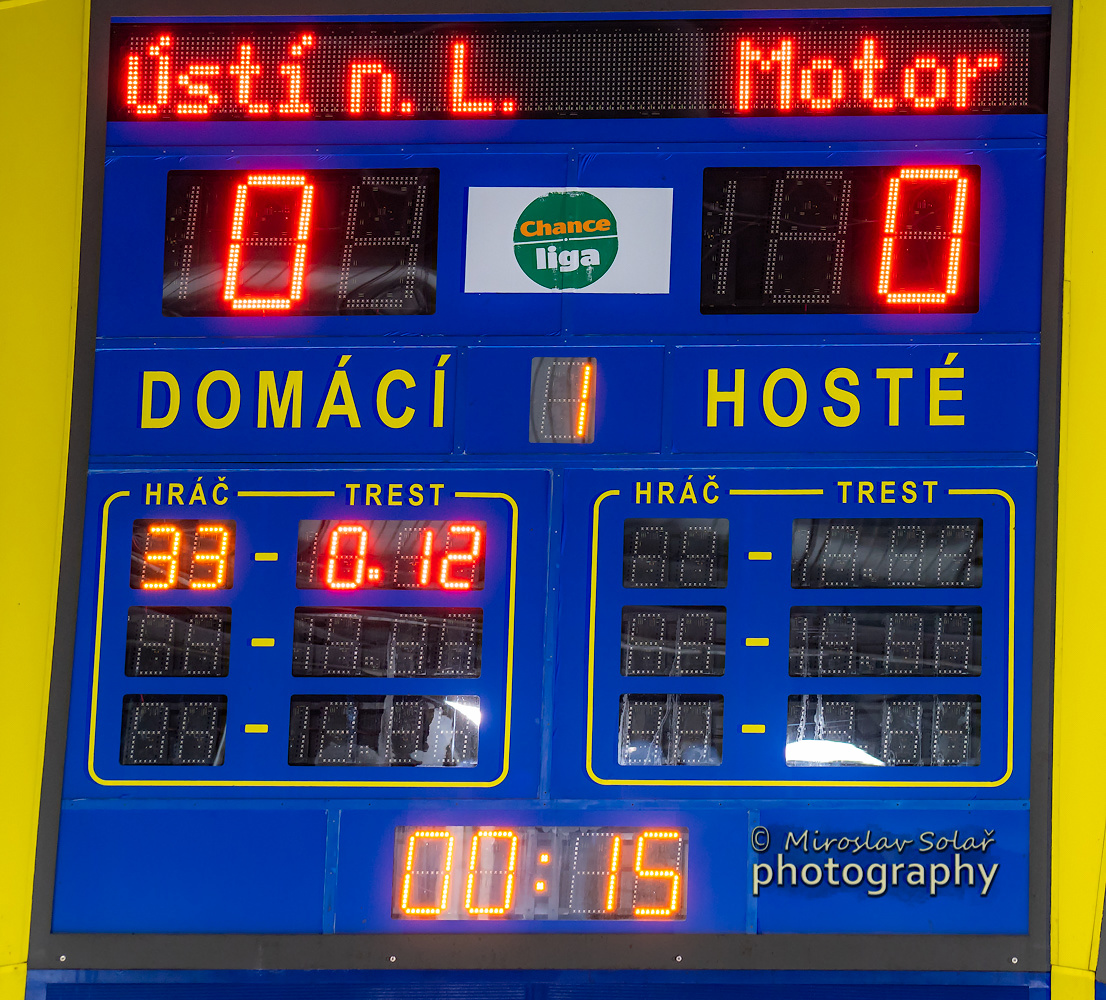 Ústí n. L. Motor
0 0
Chance
liga
DOMÁCÍ 1 HOSTÉ
HRÁČ TREST HRÁČ TREST
33 - 0.12 -
- -
- -
00:15
© Miroslav Solař
photography